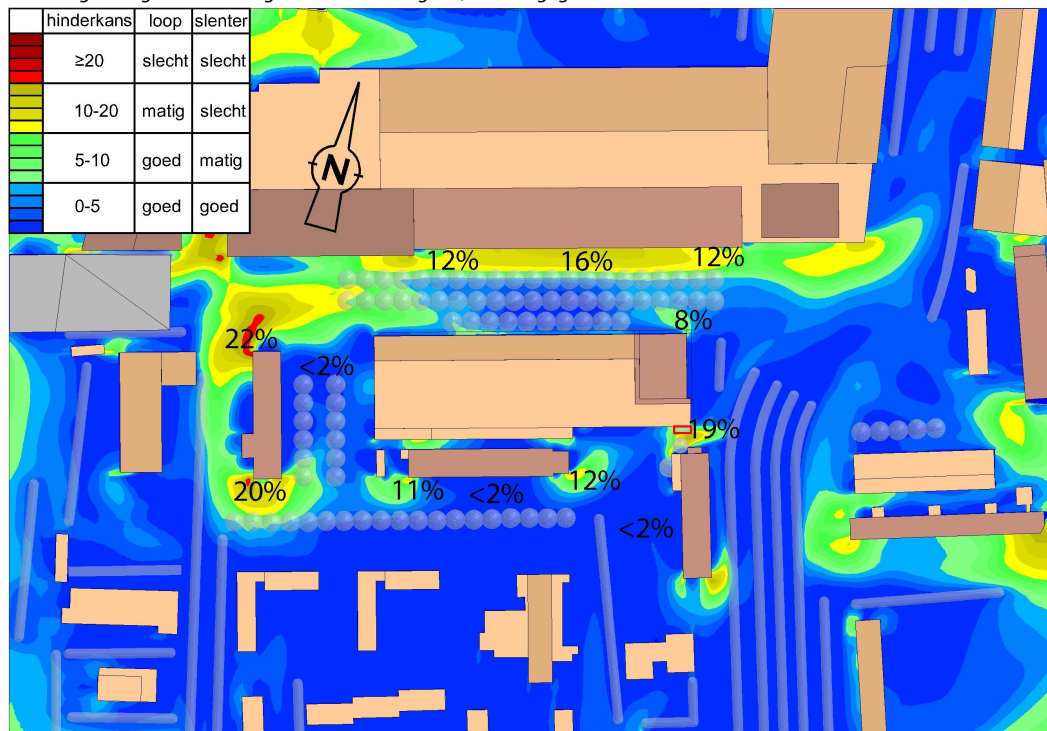 hinderkans loop slenter
≥20 slecht slecht
10-20 matig slecht
5-10 goed matig
0-5 goed goed
N
12% 16% 12%
8%
22%
<2%
19%
20% 11% <2% 12%
<2%